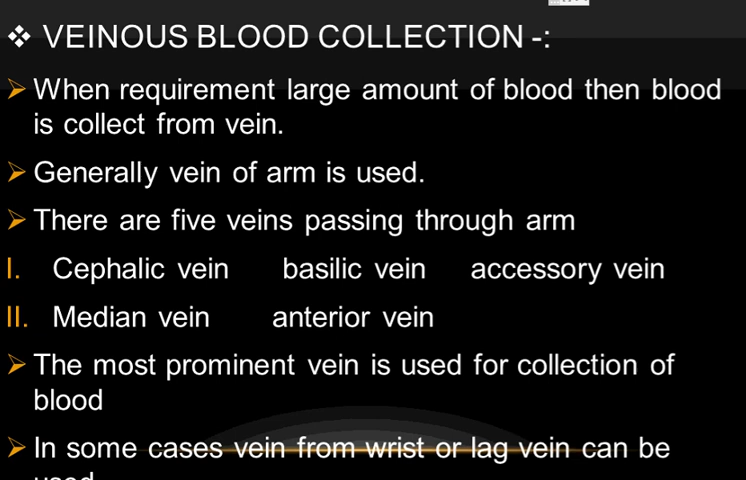 ❖ VEINOUS BLOOD COLLECTION -:
➤ When requirement large amount of blood then blood
is collect from vein.
➤ Generally vein of arm is used.
➤ There are five veins passing through arm
I. Cephalic vein basilic vein accessory vein
II. Median vein anterior vein
➤ The most prominent vein is used for collection of
blood
➤ In some cases vein from wrist or lag vein can be
used